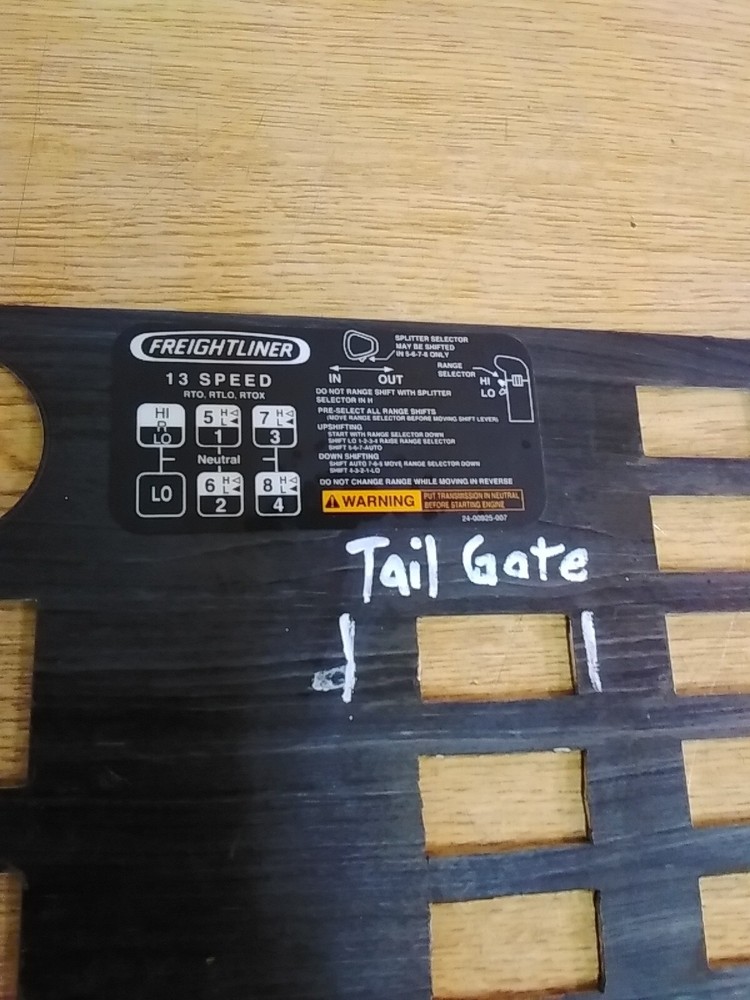 FREIGHTLINER
13 SPEED
RTO, RTLO, RTOX
HI
R
LO
5 H L
1
7 H L
3
Neutral
LO
6 H L
2
8 H L
4
SPLITTER SELECTOR
MAY BE SHIFTED
IN 5-6-7-8 ONLY
IN OUT
RANGE
SELECTOR
HI
LO
DO NOT RANGE SHIFT WITH SPLITTER
SELECTOR IN H
PRE-SELECT ALL RANGE SHIFTS
(MOVE RANGE SELECTOR BEFORE MOVING SHIFT LEVER)
UPSHIFTING
START WITH RANGE SELECTOR DOWN
SHIFT LO 1-2-3-4 RAISE RANGE SELECTOR
SHIFT 5-6-7-AUTO
DOWN SHIFTING
SHIFT AUTO 7-6-5 MOVE RANGE SELECTOR DOWN
SHIFT 4-3-2-1-LO
DO NOT CHANGE RANGE WHILE MOVING IN REVERSE
WARNING
PUT TRANSMISSION IN NEUTRAL
BEFORE STARTING ENGINE
24-00925-007
Tail Gate